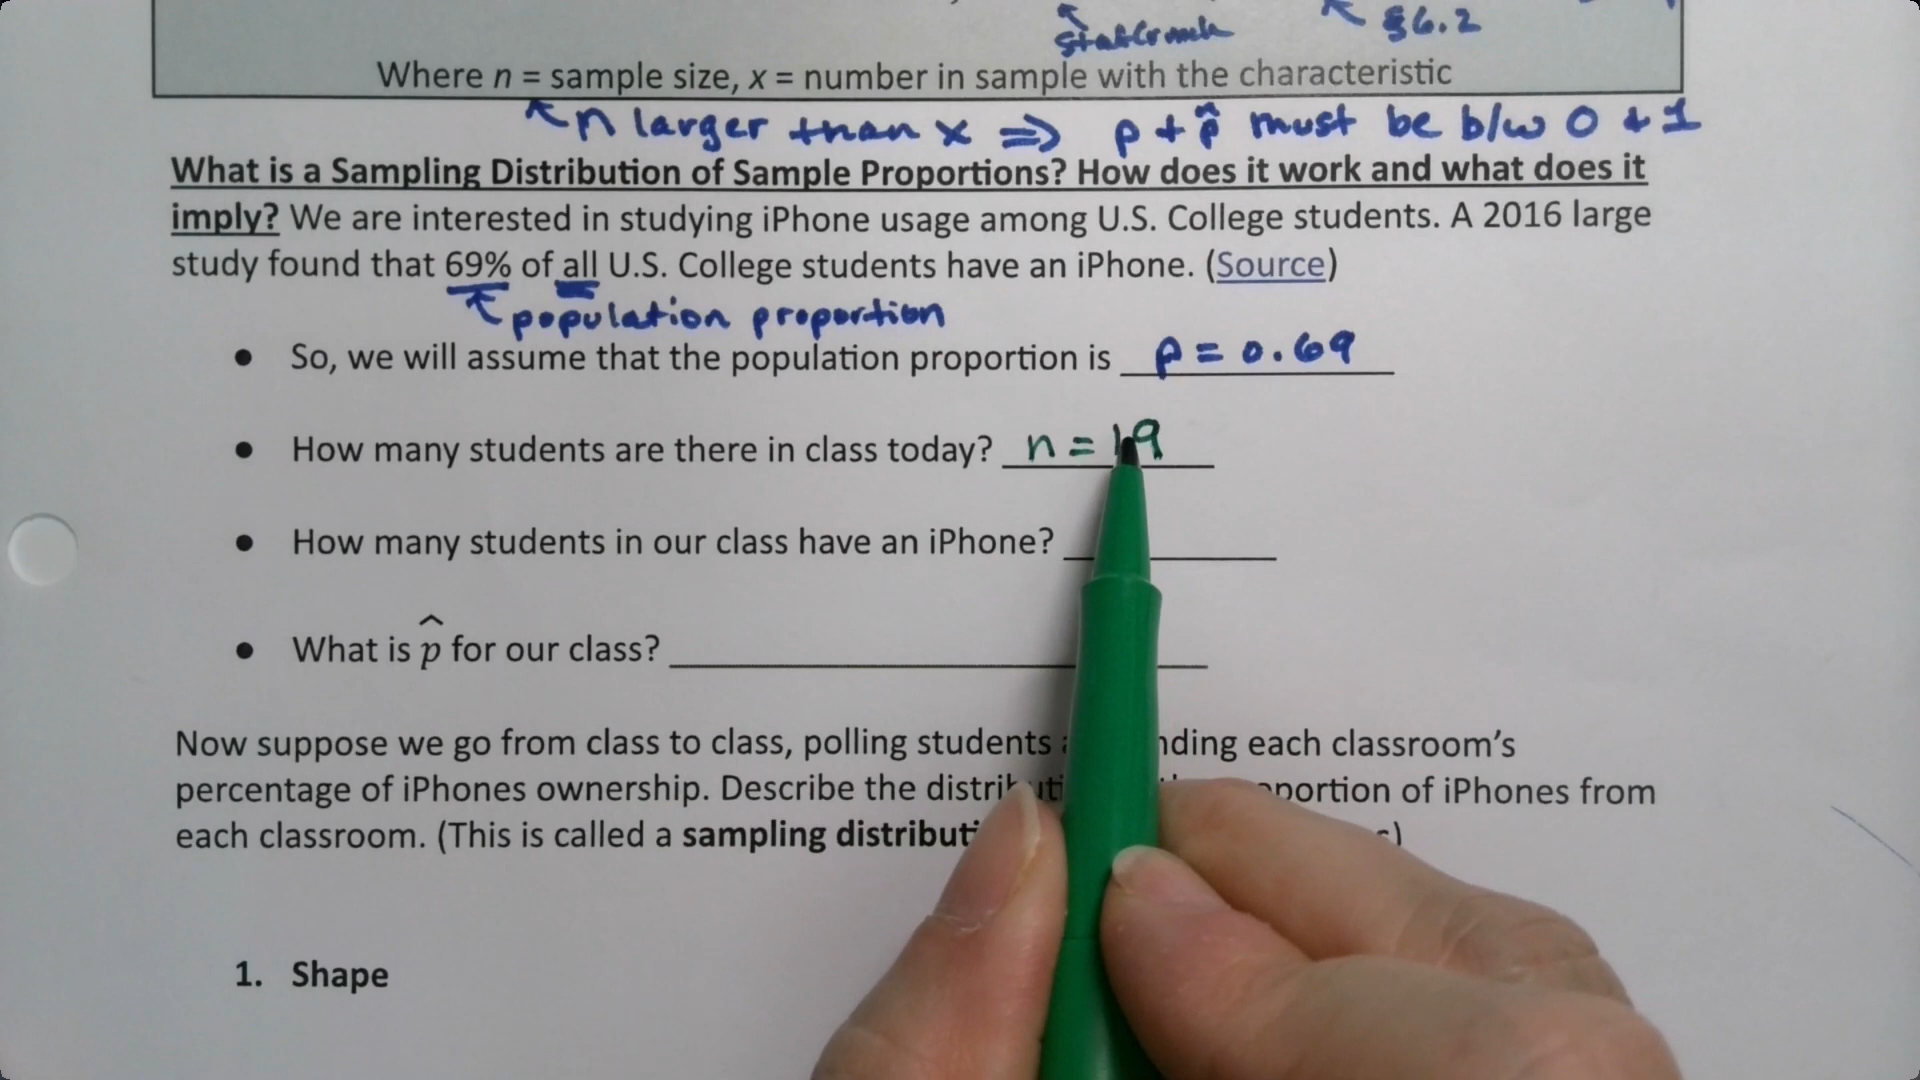 StatCrunch §6.2
Where n = sample size, x = number in sample with the characteristic
n larger than x ⇒ p + p̂ must be b/w 0 + 1
What is a Sampling Distribution of Sample Proportions? How does it work and what does it
imply? We are interested in studying iPhone usage among U.S. College students. A 2016 large
study found that 69% of all U.S. College students have an iPhone. (Source)
population proportion
• So, we will assume that the population proportion is p = 0.69
• How many students are there in class today? n = 19
• How many students in our class have an iPhone?
• What is p̂ for our class?
Now suppose we go from class to class, polling students each classroom's
percentage of iPhones ownership. Describe the of iPhones from
each classroom. (This is called a sampling
1. Shape